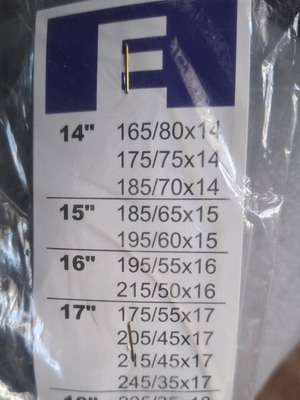 F
14" 165/80x14
175/75x14
185/70x14
15" 185/65x15
195/60x15
16" 195/55x16
215/50x16
17" 175/55x17
205/45x17
215/45x17
245/35x17